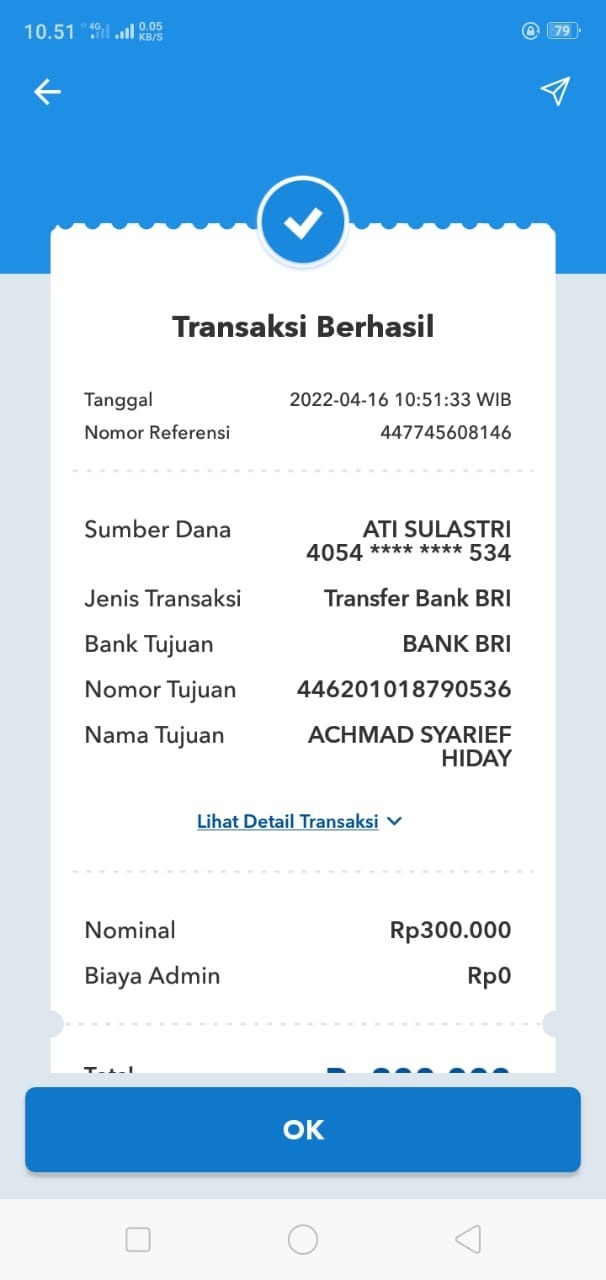 10.51 4G 0.05 KB/S 79
Transaksi Berhasil
Tanggal 2022-04-16 10:51:33 WIB
Nomor Referensi 447745608146
Sumber Dana ATI SULASTRI
4054 **** **** 534
Jenis Transaksi Transfer Bank BRI
Bank Tujuan BANK BRI
Nomor Tujuan 446201018790536
Nama Tujuan ACHMAD SYARIEF
HIDAY
Lihat Detail Transaksi
Nominal Rp300.000
Biaya Admin Rp0
Total
OK